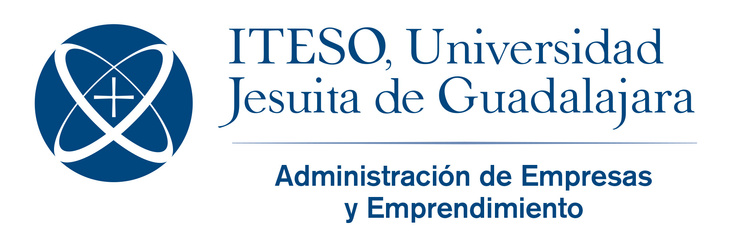 ITESO, Universidad
Jesuita de Guadalajara
Administración de Empresas
y Emprendimiento